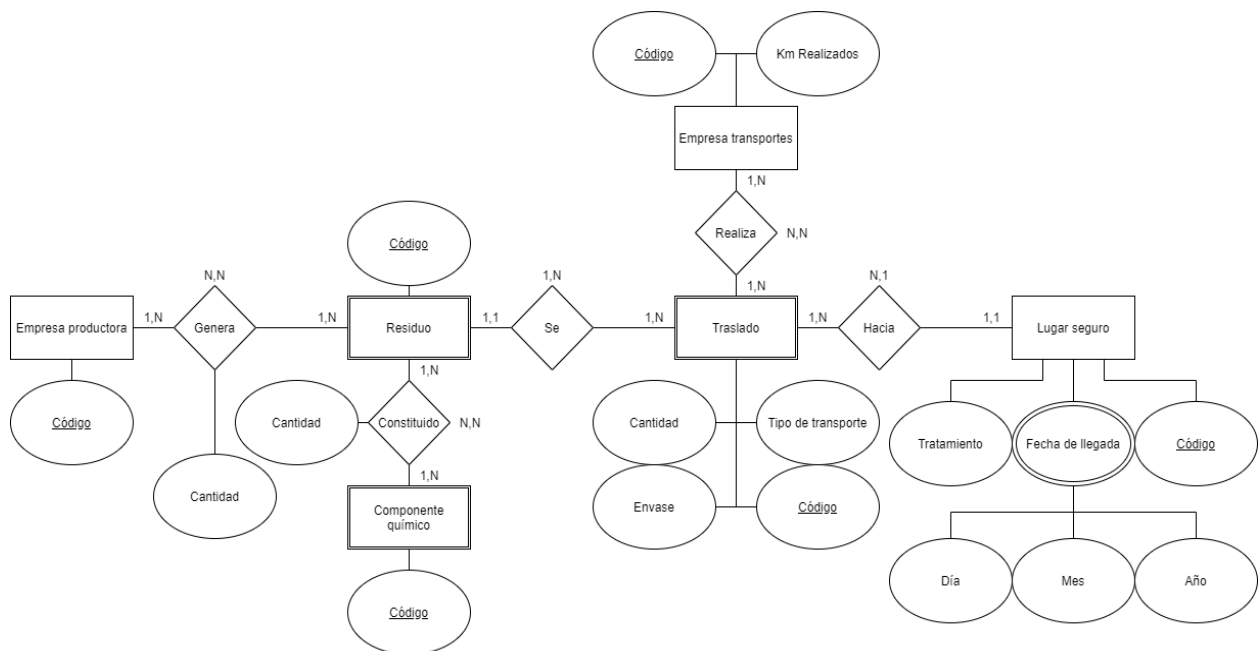 Código
Km Realizados
Empresa transportes
1,N
Realiza
N,N
Código
1,N
N,N
1,N
N,1
Empresa productora
1,N
Genera
1,N
Residuo
1,1
Se
1,N
Traslado
1,N
Hacia
1,1
Lugar seguro
1,N
Código
Cantidad
Constituido
N,N
Cantidad
Tipo de transporte
Tratamiento
Fecha de llegada
Código
1,N
Cantidad
Componente
químico
Envase
Código
Día
Mes
Año
Código